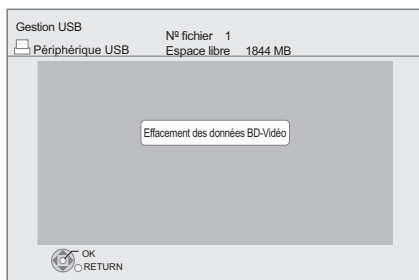 Gestion USB
Nº fichier 1
Périphérique USB
Espace libre 1844 MB
Effacement des données BD-Vidéo
OK
RETURN